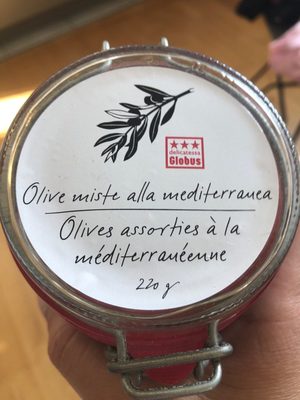 ★★★
delicatessa
Globus
Olive miste alla mediterranea
Olives assorties à la
méditerranéenne
220 g